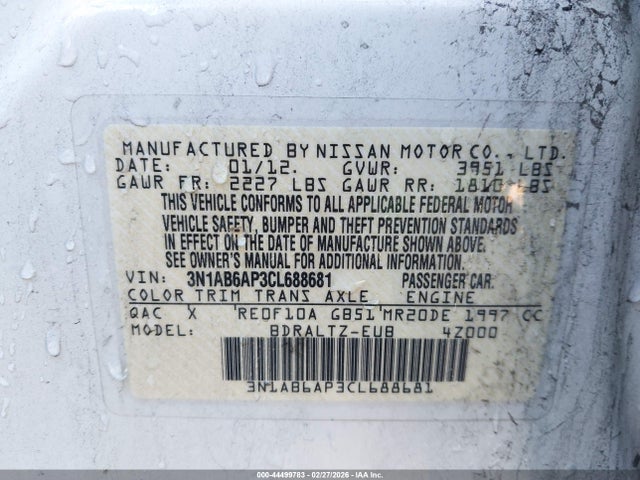 MANUFACTURED BY NISSAN MOTOR CO., LTD.
DATE: 01/12. GVWR: 3951 LBS
GAWR FR: 2227 LBS GAWR RR: 1810 LBS
THIS VEHICLE CONFORMS TO ALL APPLICABLE FEDERAL MOTOR
VEHICLE SAFETY, BUMPER AND THEFT PREVENTION STANDARDS
IN EFFECT ON THE DATE OF MANUFACTURE SHOWN ABOVE.
SEE OWNER'S MANUAL FOR ADDITIONAL INFORMATION.
VIN: 3N1AB6AP3CL688681 PASSENGER CAR.
COLOR TRIM TRANS AXLE ENGINE
QAC X RE0F10A GB51 MR20DE 1997 CC
MODEL: BDRALTZ-EUB 4Z000
3N1AB6AP3CL688681
000-44499783 - 02/27/2026 - IAA, Inc.